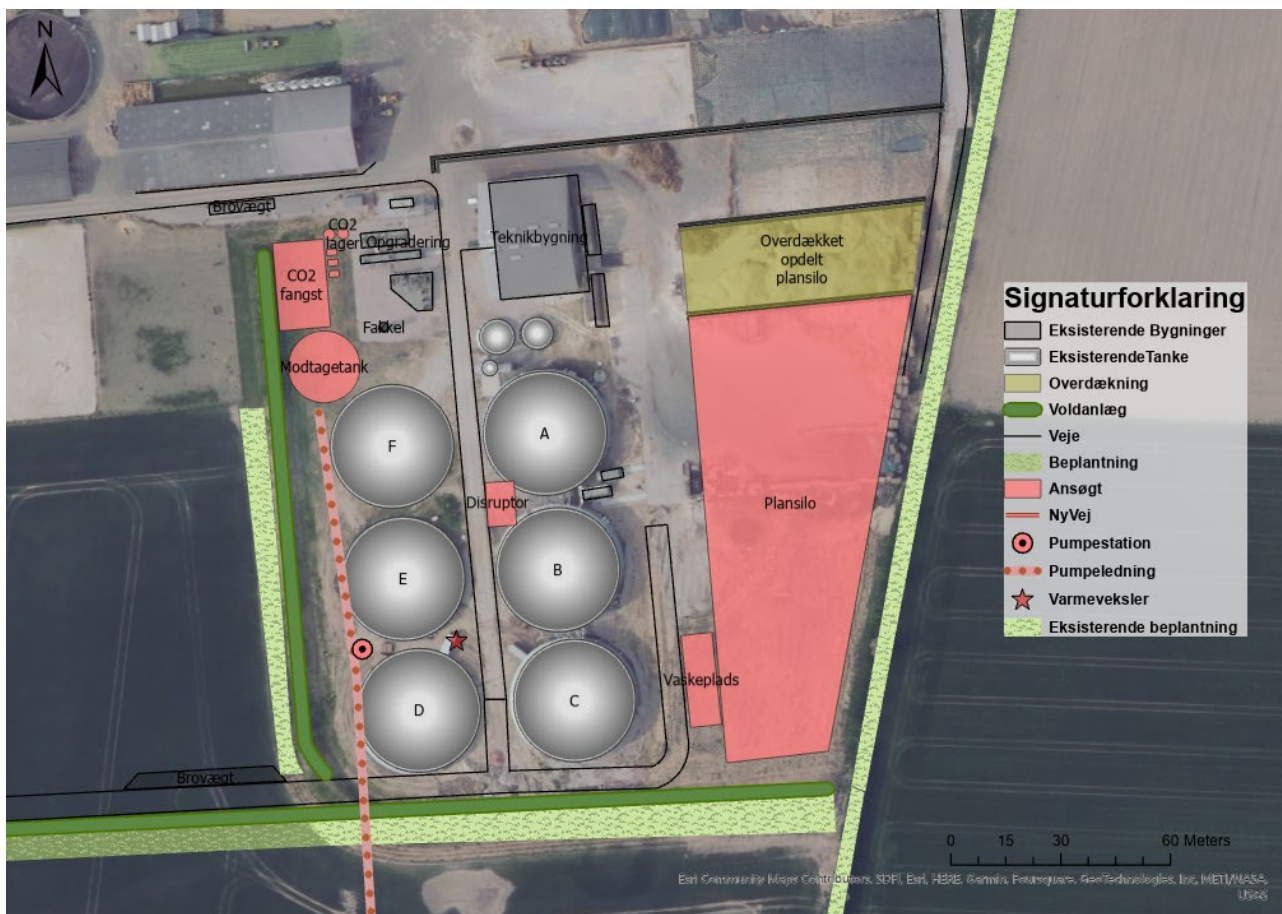 N
Brovægt
CO2
lager
Opgradering
Teknikbygning
Overdækket
opdelt
plansilo
CO2
fangst
Fakkel
Modtagetank
F
A
Disruptor
Plansilo
E
B
Vaskeplads
D
C
Brovægt
Signaturforklaring
Eksisterende Bygninger
EksisterendeTanke
Overdækning
Voldanlæg
Veje
Beplantning
Ansøgt
NyVej
Pumpestation
Pumpeledning
Varmeveksler
Eksisterende beplantning
0 15 30 60 Meters
Esri Community Maps Contributors, SDFI, Esri, HERE, Garmin, Foursquare, GeoTechnologies, Inc, METI/NASA,
USGS